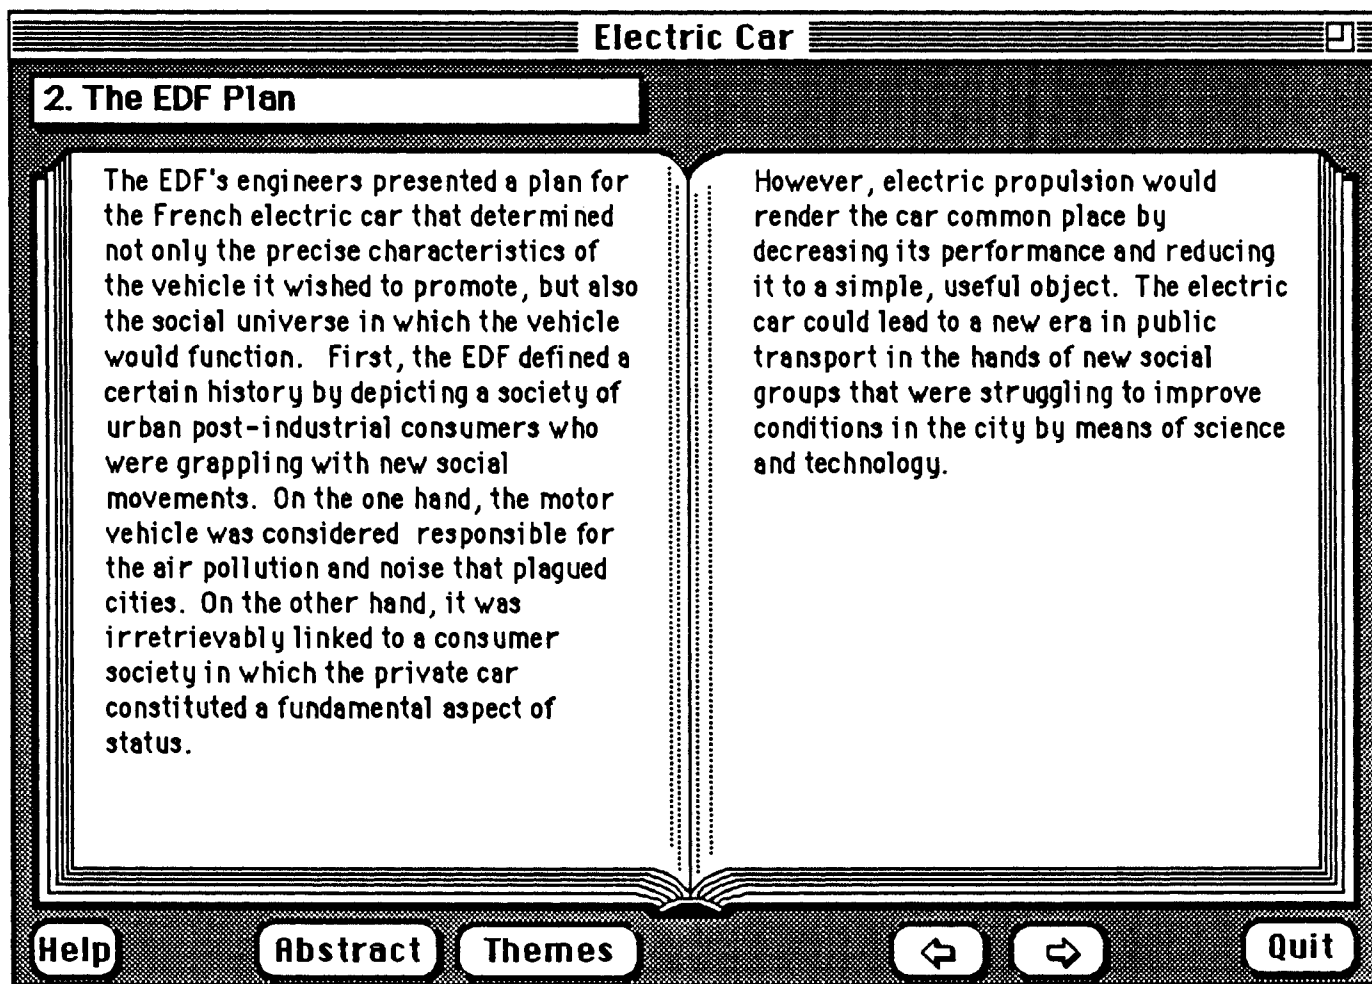 Electric Car
2. The EDF Plan
The EDF's engineers presented a plan for
the French electric car that determined
not only the precise characteristics of
the vehicle it wished to promote, but also
the social universe in which the vehicle
would function. First, the EDF defined a
certain history by depicting a society of
urban post-industrial consumers who
were grappling with new social
movements. On the one hand, the motor
vehicle was considered responsible for
the air pollution and noise that plagued
cities. On the other hand, it was
irretrievably linked to a consumer
society in which the private car
constituted a fundamental aspect of
status.
However, electric propulsion would
render the car common place by
decreasing its performance and reducing
it to a simple, useful object. The electric
car could lead to a new era in public
transport in the hands of new social
groups that were struggling to improve
conditions in the city by means of science
and technology.
Help Abstract Themes Quit